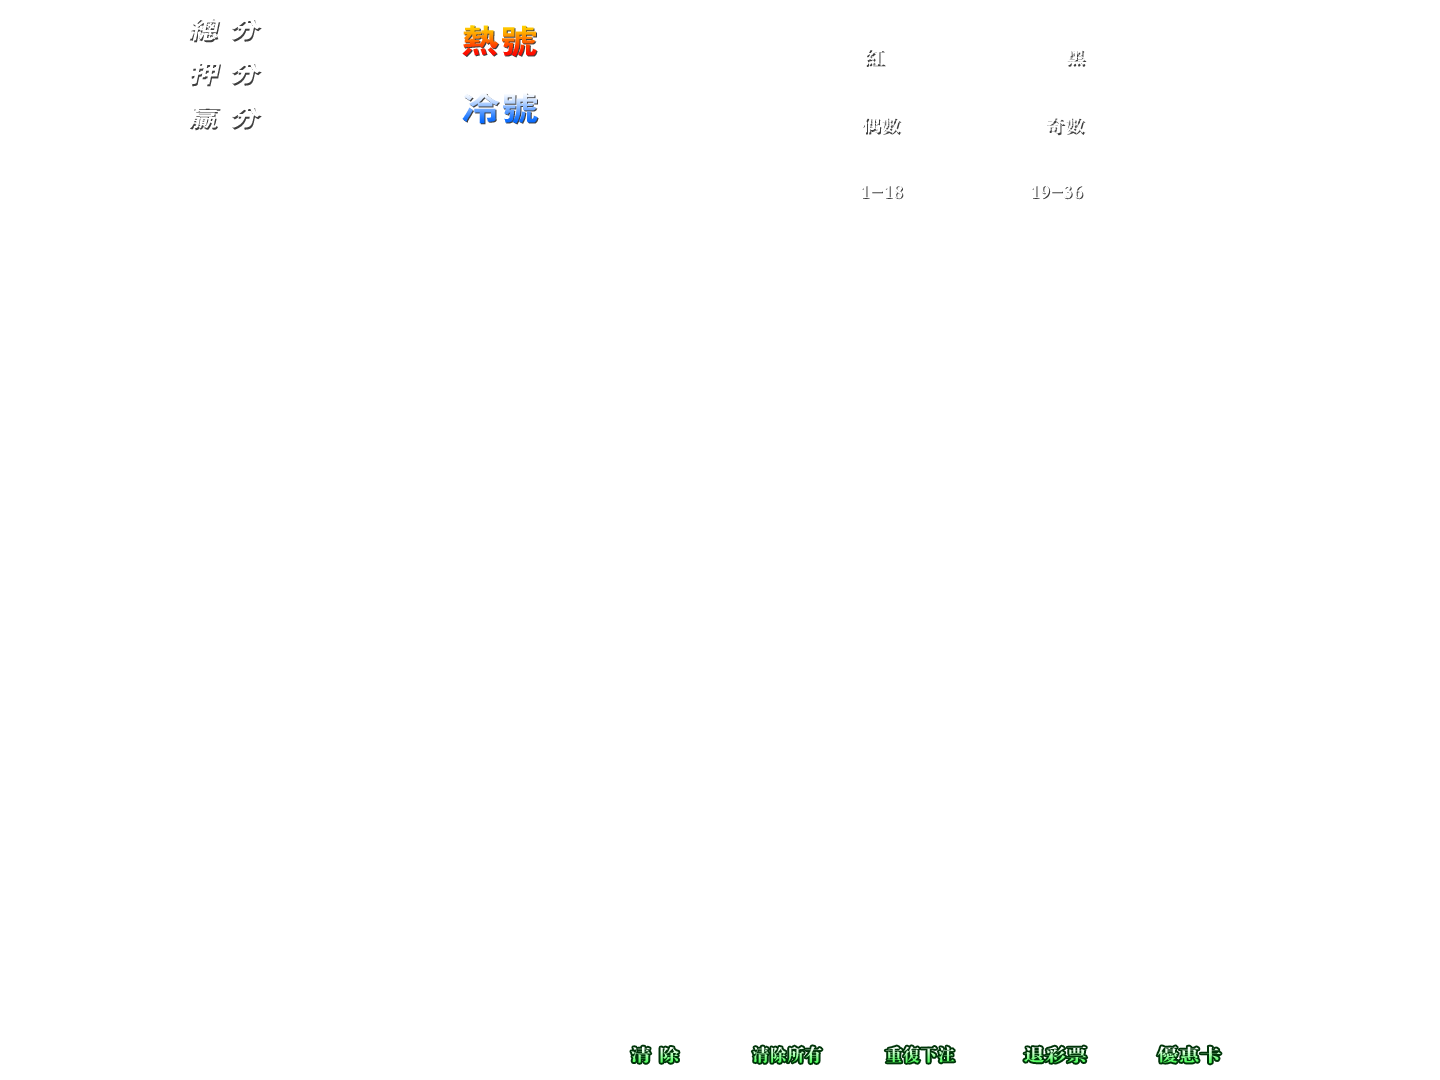 總 分
押 分
贏 分
熱號
冷號
紅 黑
偶數 奇數
1-18 19-36
清 除 清除所有 重復下注 退彩票 優惠卡